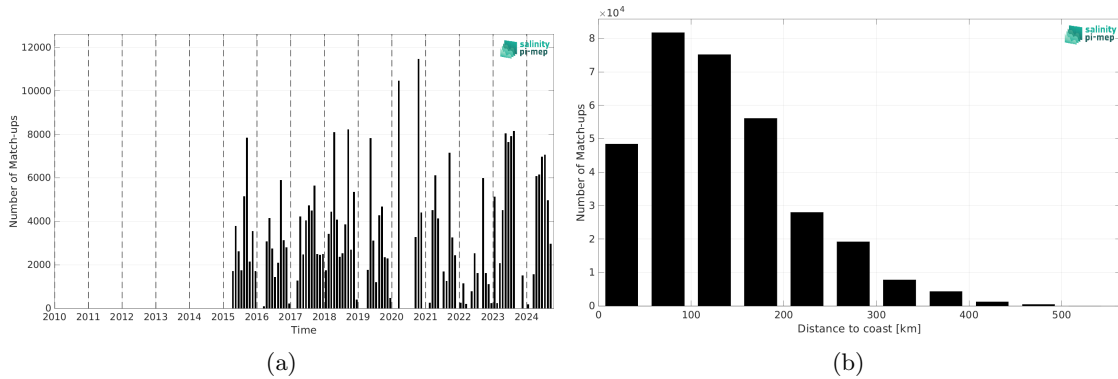 12000
10000
8000
6000
4000
2000
0
Number of Match-ups
2010 2011 2012 2013 2014 2015 2016 2017 2018 2019 2020 2021 2022 2023 2024
Time
salinity
pi-mep
(a)
×10⁴
8
7
6
5
4
3
2
1
0
Number of Match-ups
0 100 200 300 400 500
Distance to coast [km]
salinity
pi-mep
(b)